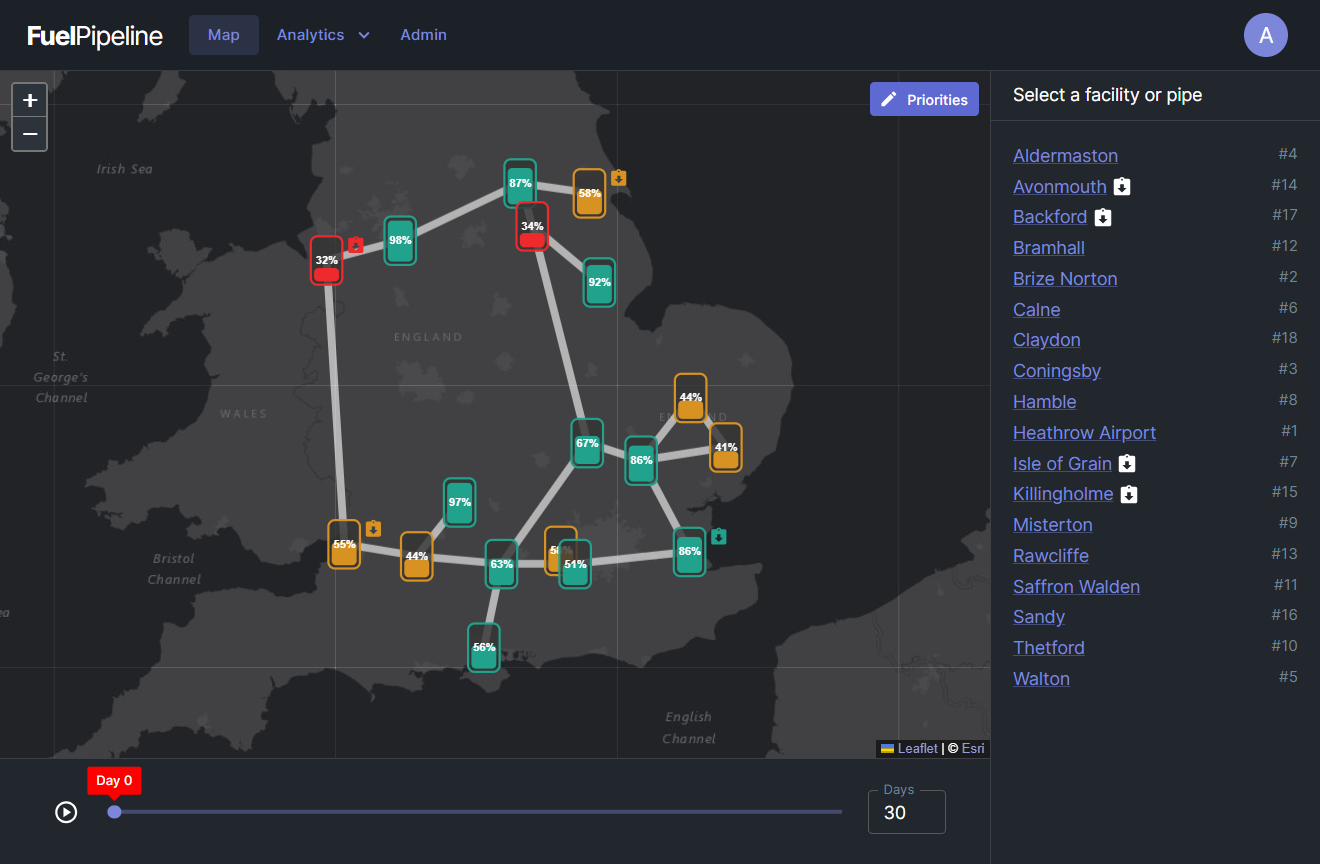 FuelPipeline
Map
Analytics
Admin
A
+
−
Priorities
Select a facility or pipe
Irish Sea
87%
58%
34%
98%
32%
92%
ENGLAND
St.
George's
Channel
WALES
44%
67%
41%
86%
97%
55%
44%
63%
51%
86%
Bristol
Channel
56%
English
Channel
Leaflet | © Esri
Aldermaston #4
Avonmouth #14
Backford #17
Bramhall #12
Brize Norton #2
Calne #6
Claydon #18
Coningsby #3
Hamble #8
Heathrow Airport #1
Isle of Grain #7
Killingholme #15
Misterton #9
Rawcliffe #13
Saffron Walden #11
Sandy #16
Thetford #10
Walton #5
Day 0
Days
30